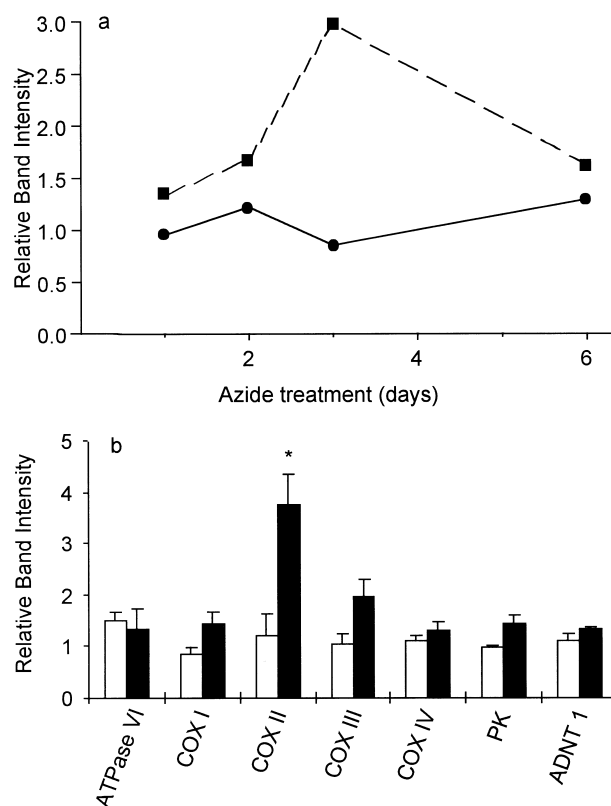 a
Relative Band Intensity
3.0
2.5
2.0
1.5
1.0
0.5
0.0
2 4 6
Azide treatment (days)
b
Relative Band Intensity
5
4
3
2
1
0
*
ATPase VI COX I COX II COX III COX IV PK ADNT 1